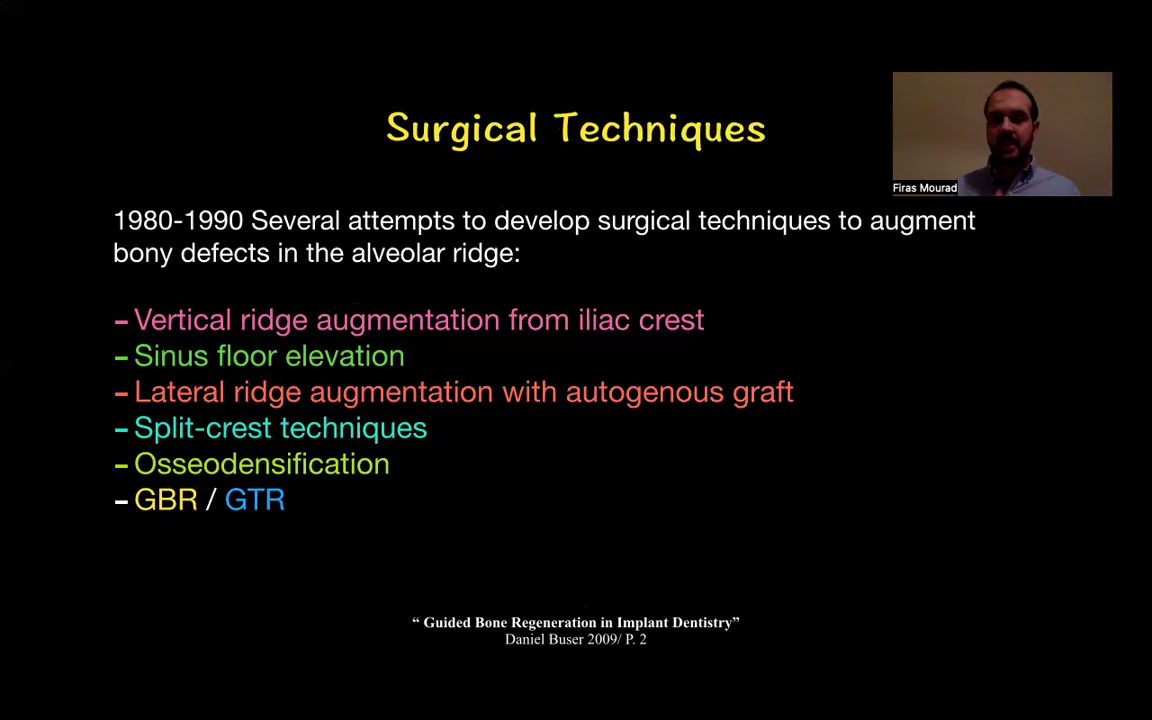 Surgical Techniques
Firas Mourad
1980-1990 Several attempts to develop surgical techniques to augment
bony defects in the alveolar ridge:
-Vertical ridge augmentation from iliac crest
-Sinus floor elevation
-Lateral ridge augmentation with autogenous graft
-Split-crest techniques
-Osseodensification
-GBR / GTR
“ Guided Bone Regeneration in Implant Dentistry”
Daniel Buser 2009/ P. 2